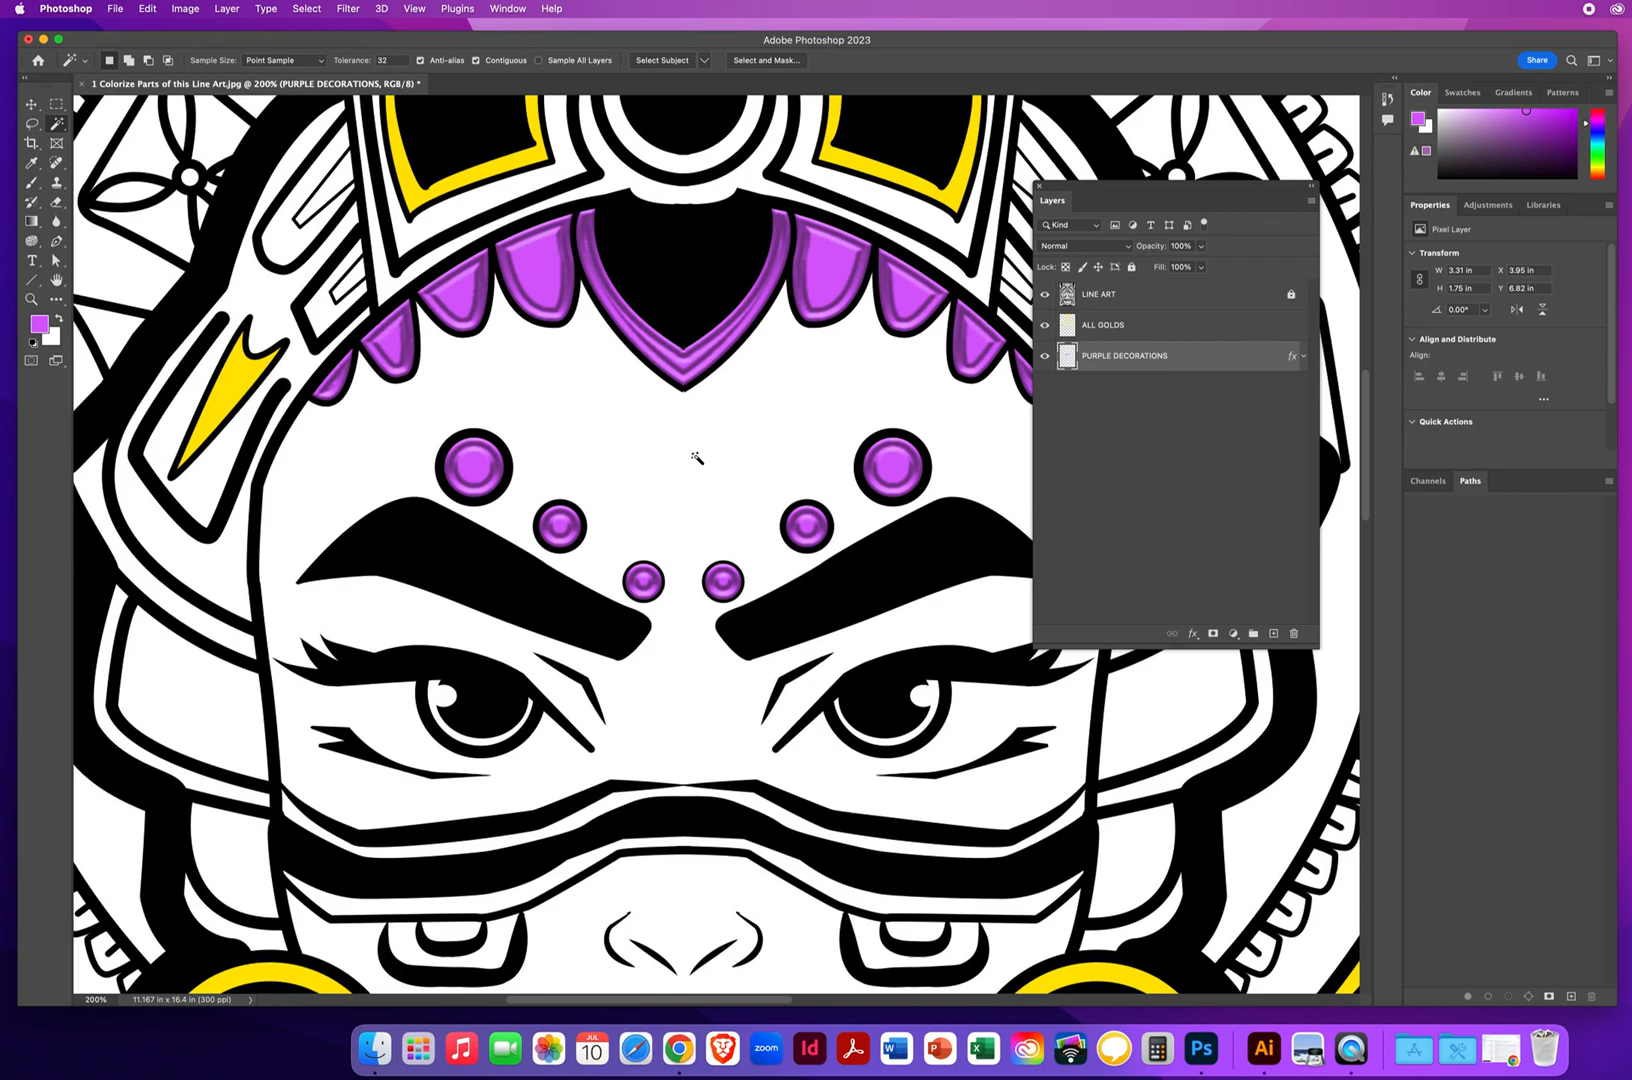 Photoshop File Edit Image Layer Type Select Filter 3D View Plugins Window Help
Adobe Photoshop 2023
Sample Size: Point Sample Tolerance: 32 Anti-alias Contiguous Sample All Layers Select Subject Select and Mask... Share
1 Colorize Parts of this Line Art.jpg @ 200% (PURPLE DECORATIONS, RGB/8) *
Color Swatches Gradients Patterns
Layers
Kind
Normal Opacity: 100%
Lock: Fill: 100%
LINE ART
ALL GOLDS
PURPLE DECORATIONS fx
fx
Properties Adjustments Libraries
Pixel Layer
Transform
W 3.31 in X 3.95 in
H 1.75 in Y 6.82 in
0.00°
Align and Distribute
Align:
Quick Actions
Channels Paths
200% 11.167 in x 16.4 in (300 ppi)
JUL
10
zoom
Id
W
P
X
Ps
Ai